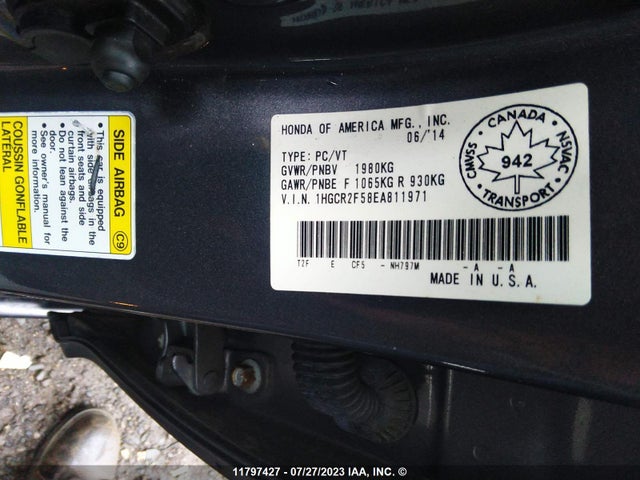 HONDA OF AMERICA MFG., INC.
06/'14
TYPE: PC/VT
GVWR/PNBV 1980KG
GAWR/PNBE F 1065KG R 930KG
V.I.N. 1HGCR2F58EA811971
T2F E CF5 - NH797M -A -A
MADE IN U.S.A.
CANADA
CMVSS
NSVAC
942
TRANSPORT
SIDE AIRBAG
C9
• This car is equipped
with side airbags in the
front seats and side
curtain airbags.
• Do not lean against the
door.
• See owner's manual for
more information.
COUSSIN GONFLABLE
LATÉRAL
11797427 - 07/27/2023 IAA, INC. ©